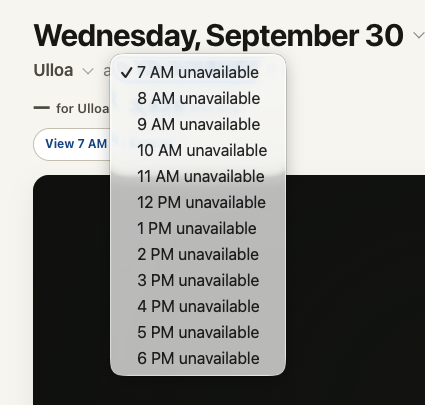 Wednesday, September 30
Ulloa
— for Ulloa
View 7 AM
✓ 7 AM unavailable
8 AM unavailable
9 AM unavailable
10 AM unavailable
11 AM unavailable
12 PM unavailable
1 PM unavailable
2 PM unavailable
3 PM unavailable
4 PM unavailable
5 PM unavailable
6 PM unavailable